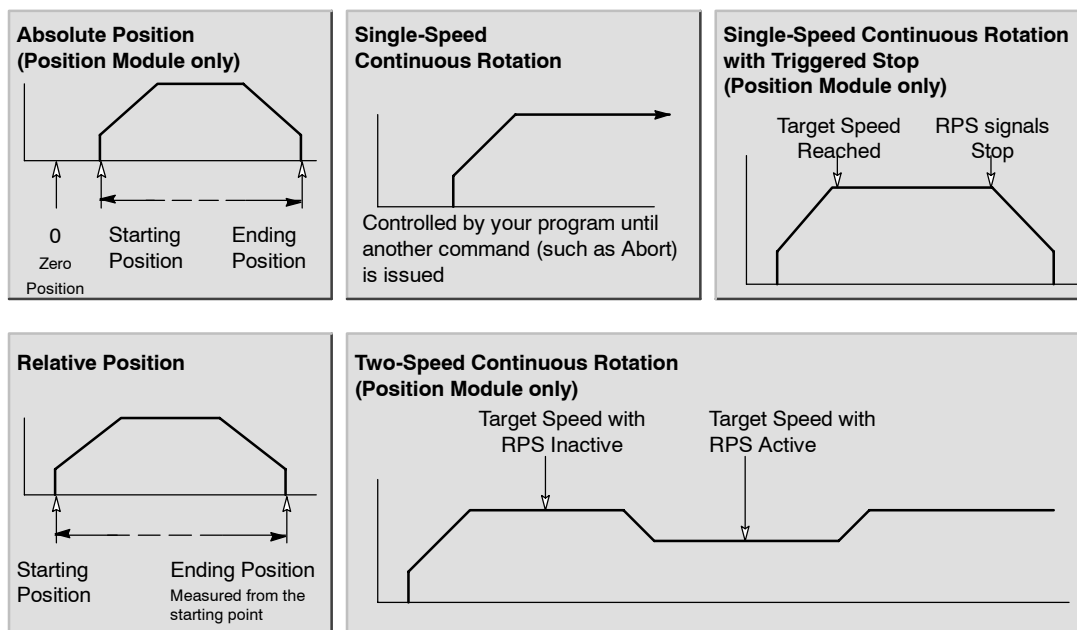 Absolute Position
(Position Module only)
0
Zero
Position
Starting
Position
Ending
Position
Single-Speed
Continuous Rotation
Controlled by your program until
another command (such as Abort)
is issued
Single-Speed Continuous Rotation
with Triggered Stop
(Position Module only)
Target Speed
Reached
RPS signals
Stop
Relative Position
Starting
Position
Ending Position
Measured from the
starting point
Two-Speed Continuous Rotation
(Position Module only)
Target Speed with
RPS Inactive
Target Speed with
RPS Active